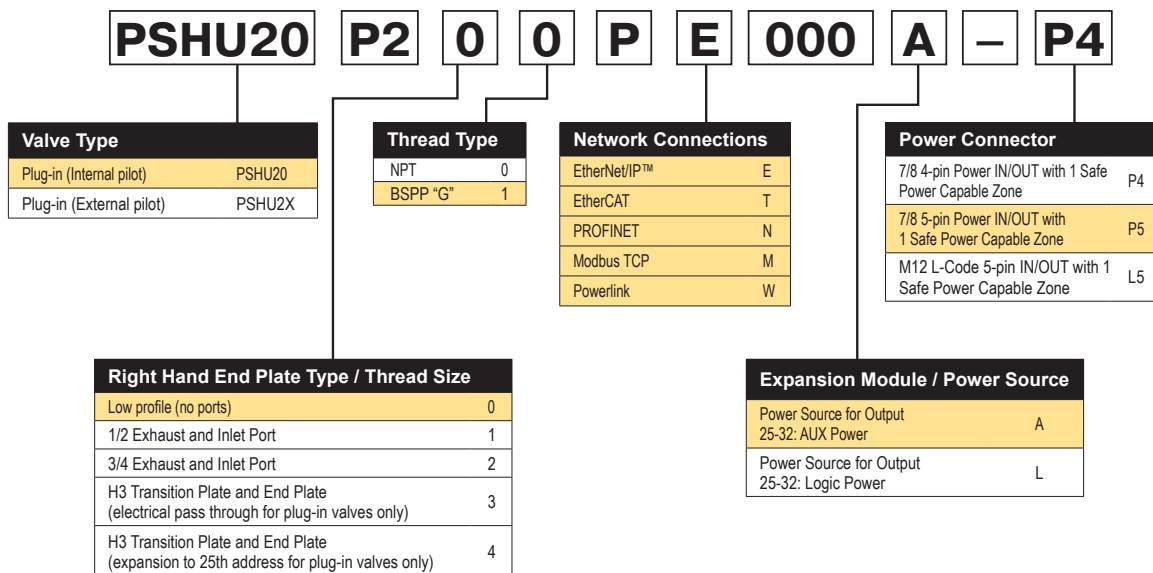 PSHU20 P2 0 0 P E 000 A – P4
Valve Type
Plug-in (Internal pilot) PSHU20
Plug-in (External pilot) PSHU2X
Thread Type
NPT 0
BSPP “G” 1
Network Connections
EtherNet/IP™ E
EtherCAT T
PROFINET N
Modbus TCP M
Powerlink W
Power Connector
7/8 4-pin Power IN/OUT with 1 Safe
Power Capable Zone P4
7/8 5-pin Power IN/OUT with
1 Safe Power Capable Zone P5
M12 L-Code 5-pin IN/OUT with 1
Safe Power Capable Zone L5
Right Hand End Plate Type / Thread Size
Low profile (no ports) 0
1/2 Exhaust and Inlet Port 1
3/4 Exhaust and Inlet Port 2
H3 Transition Plate and End Plate
(electrical pass through for plug-in valves only) 3
H3 Transition Plate and End Plate
(expansion to 25th address for plug-in valves only) 4
Expansion Module / Power Source
Power Source for Output
25-32: AUX Power A
Power Source for Output
25-32: Logic Power L